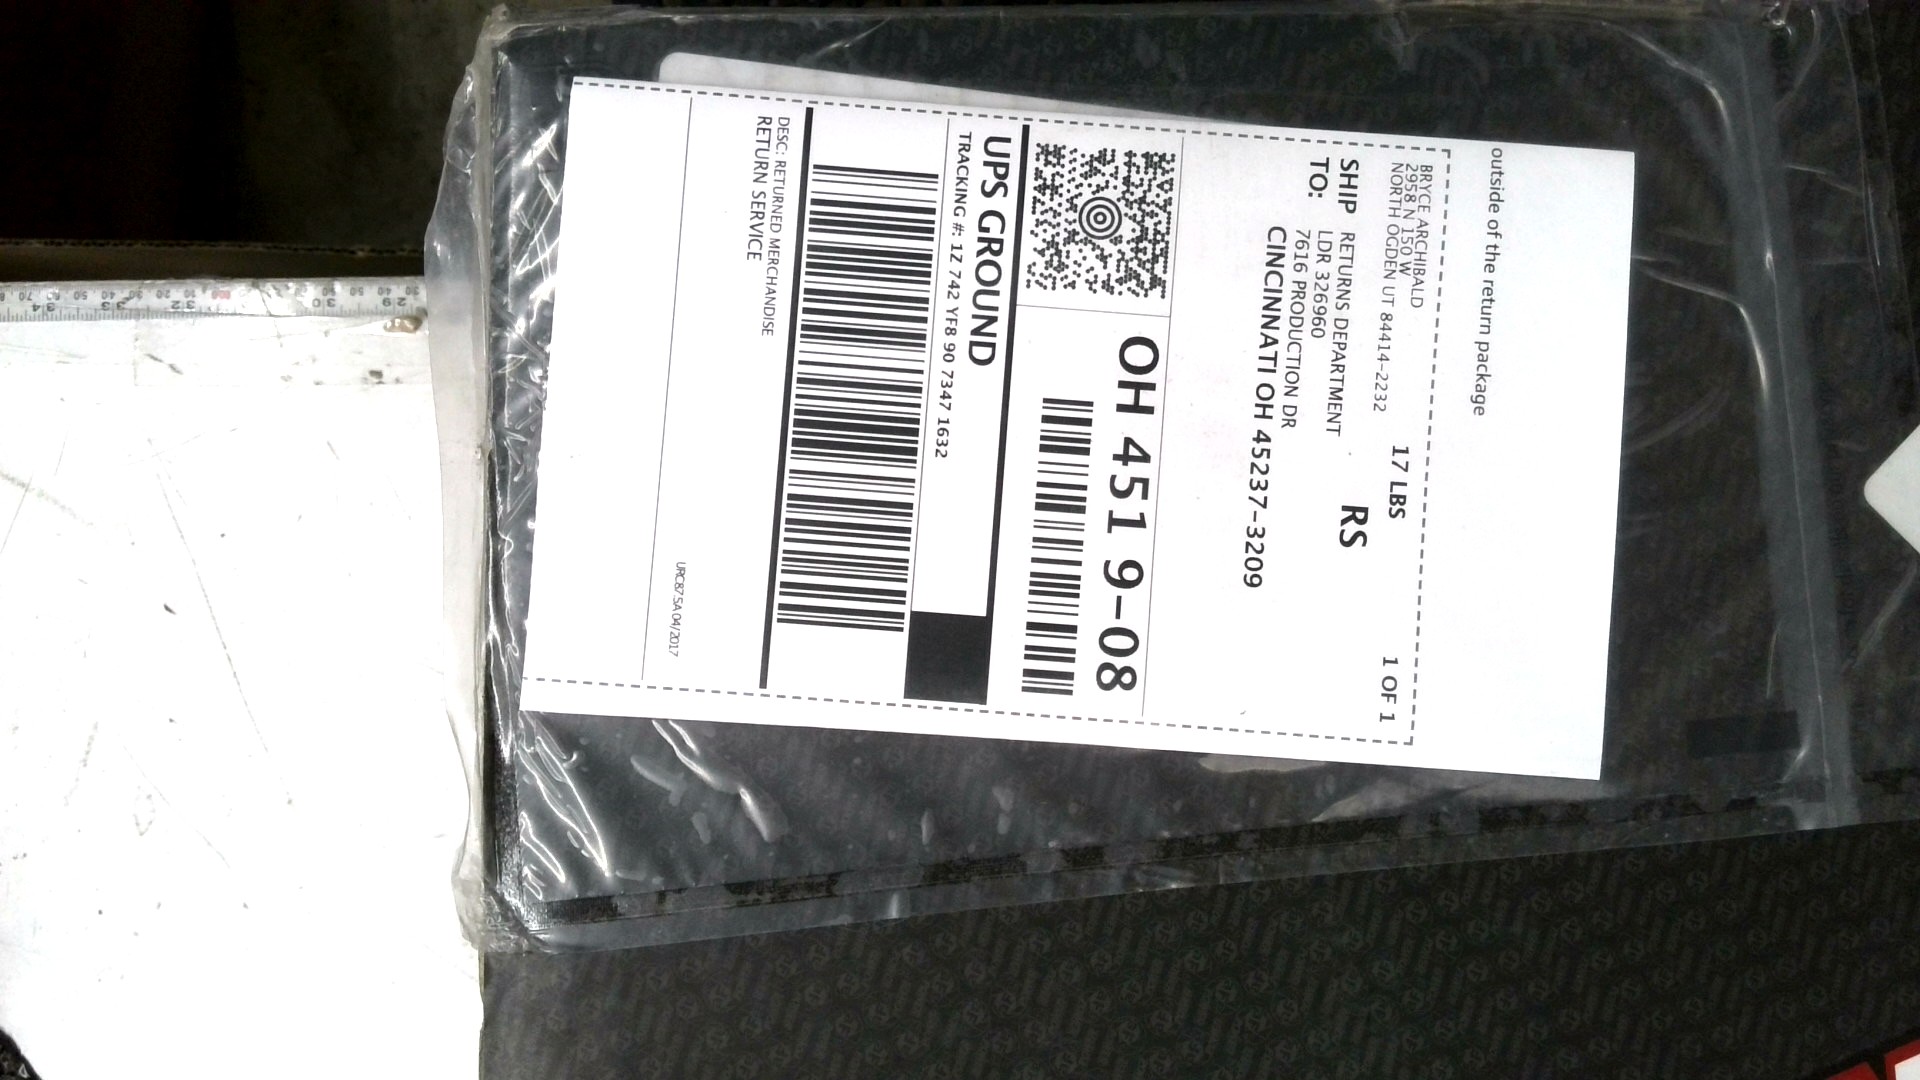 outside of the return package
BRYCE ARCHIBALD
2958 N 150 W
NORTH OGDEN UT 84414-2232
17 LBS
1 OF 1
RS
SHIP TO:
RETURNS DEPARTMENT
LDR 326960
7616 PRODUCTION DR
CINCINNATI OH 45237-3209
OH 451 9-08
UPS GROUND
TRACKING #: 1Z 742 YF8 90 7347 1632
DESC: RETURNED MERCHANDISE
RETURN SERVICE
URC87.5A 04/2017